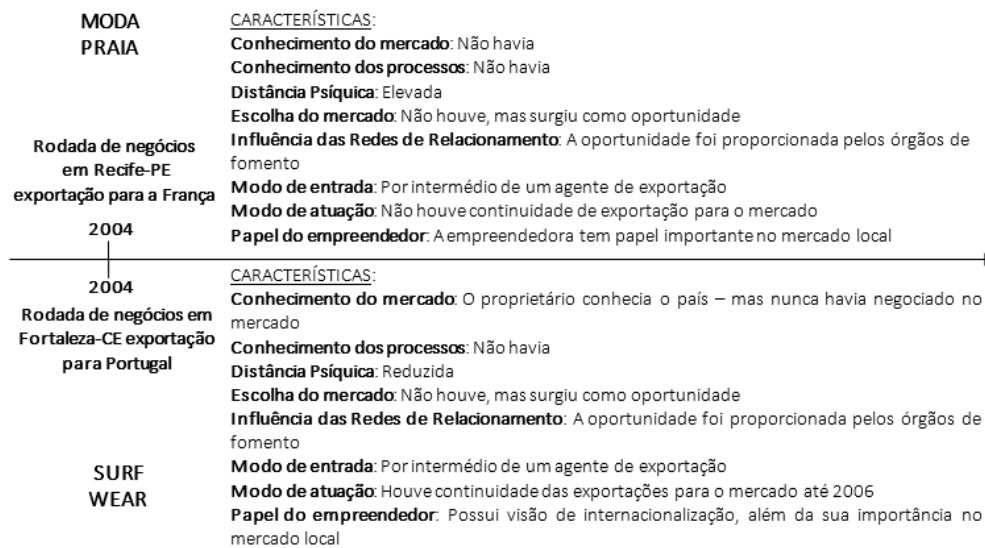 MODA
PRAIA
Rodada de negócios
em Recife-PE
exportação para a França
2004
CARACTERÍSTICAS:
Conhecimento do mercado: Não havia
Conhecimento dos processos: Não havia
Distância Psíquica: Elevada
Escolha do mercado: Não houve, mas surgiu como oportunidade
Influência das Redes de Relacionamento: A oportunidade foi proporcionada pelos órgãos de
fomento
Modo de entrada: Por intermédio de um agente de exportação
Modo de atuação: Não houve continuidade de exportação para o mercado
Papel do empreendedor: A empreendedora tem papel importante no mercado local
2004
Rodada de negócios em
Fortaleza-CE exportação
para Portugal
SURF
WEAR
CARACTERÍSTICAS:
Conhecimento do mercado: O proprietário conhecia o país – mas nunca havia negociado no
mercado
Conhecimento dos processos: Não havia
Distância Psíquica: Reduzida
Escolha do mercado: Não houve, mas surgiu como oportunidade
Influência das Redes de Relacionamento: A oportunidade foi proporcionada pelos órgãos de
fomento
Modo de entrada: Por intermédio de um agente de exportação
Modo de atuação: Houve continuidade das exportações para o mercado até 2006
Papel do empreendedor: Possui visão de internacionalização, além da sua importância no
mercado local